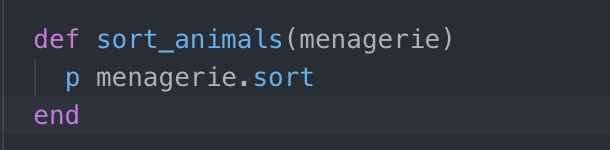 def sort_animals(menagerie)
  p menagerie.sort
end